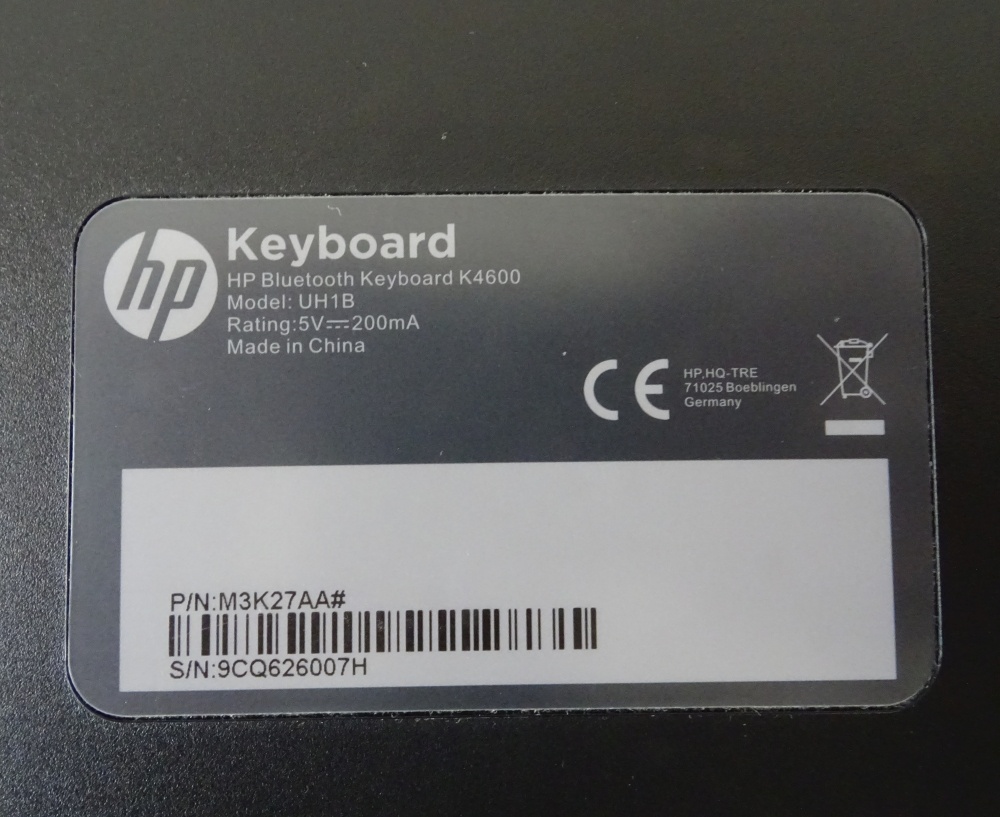 hp
Keyboard
HP Bluetooth Keyboard K4600
Model: UH1B
Rating:5V⎓200mA
Made in China
CE
HP,HQ-TRE
71025 Boeblingen
Germany
P/N:M3K27AA#
S/N:9CQ626007H